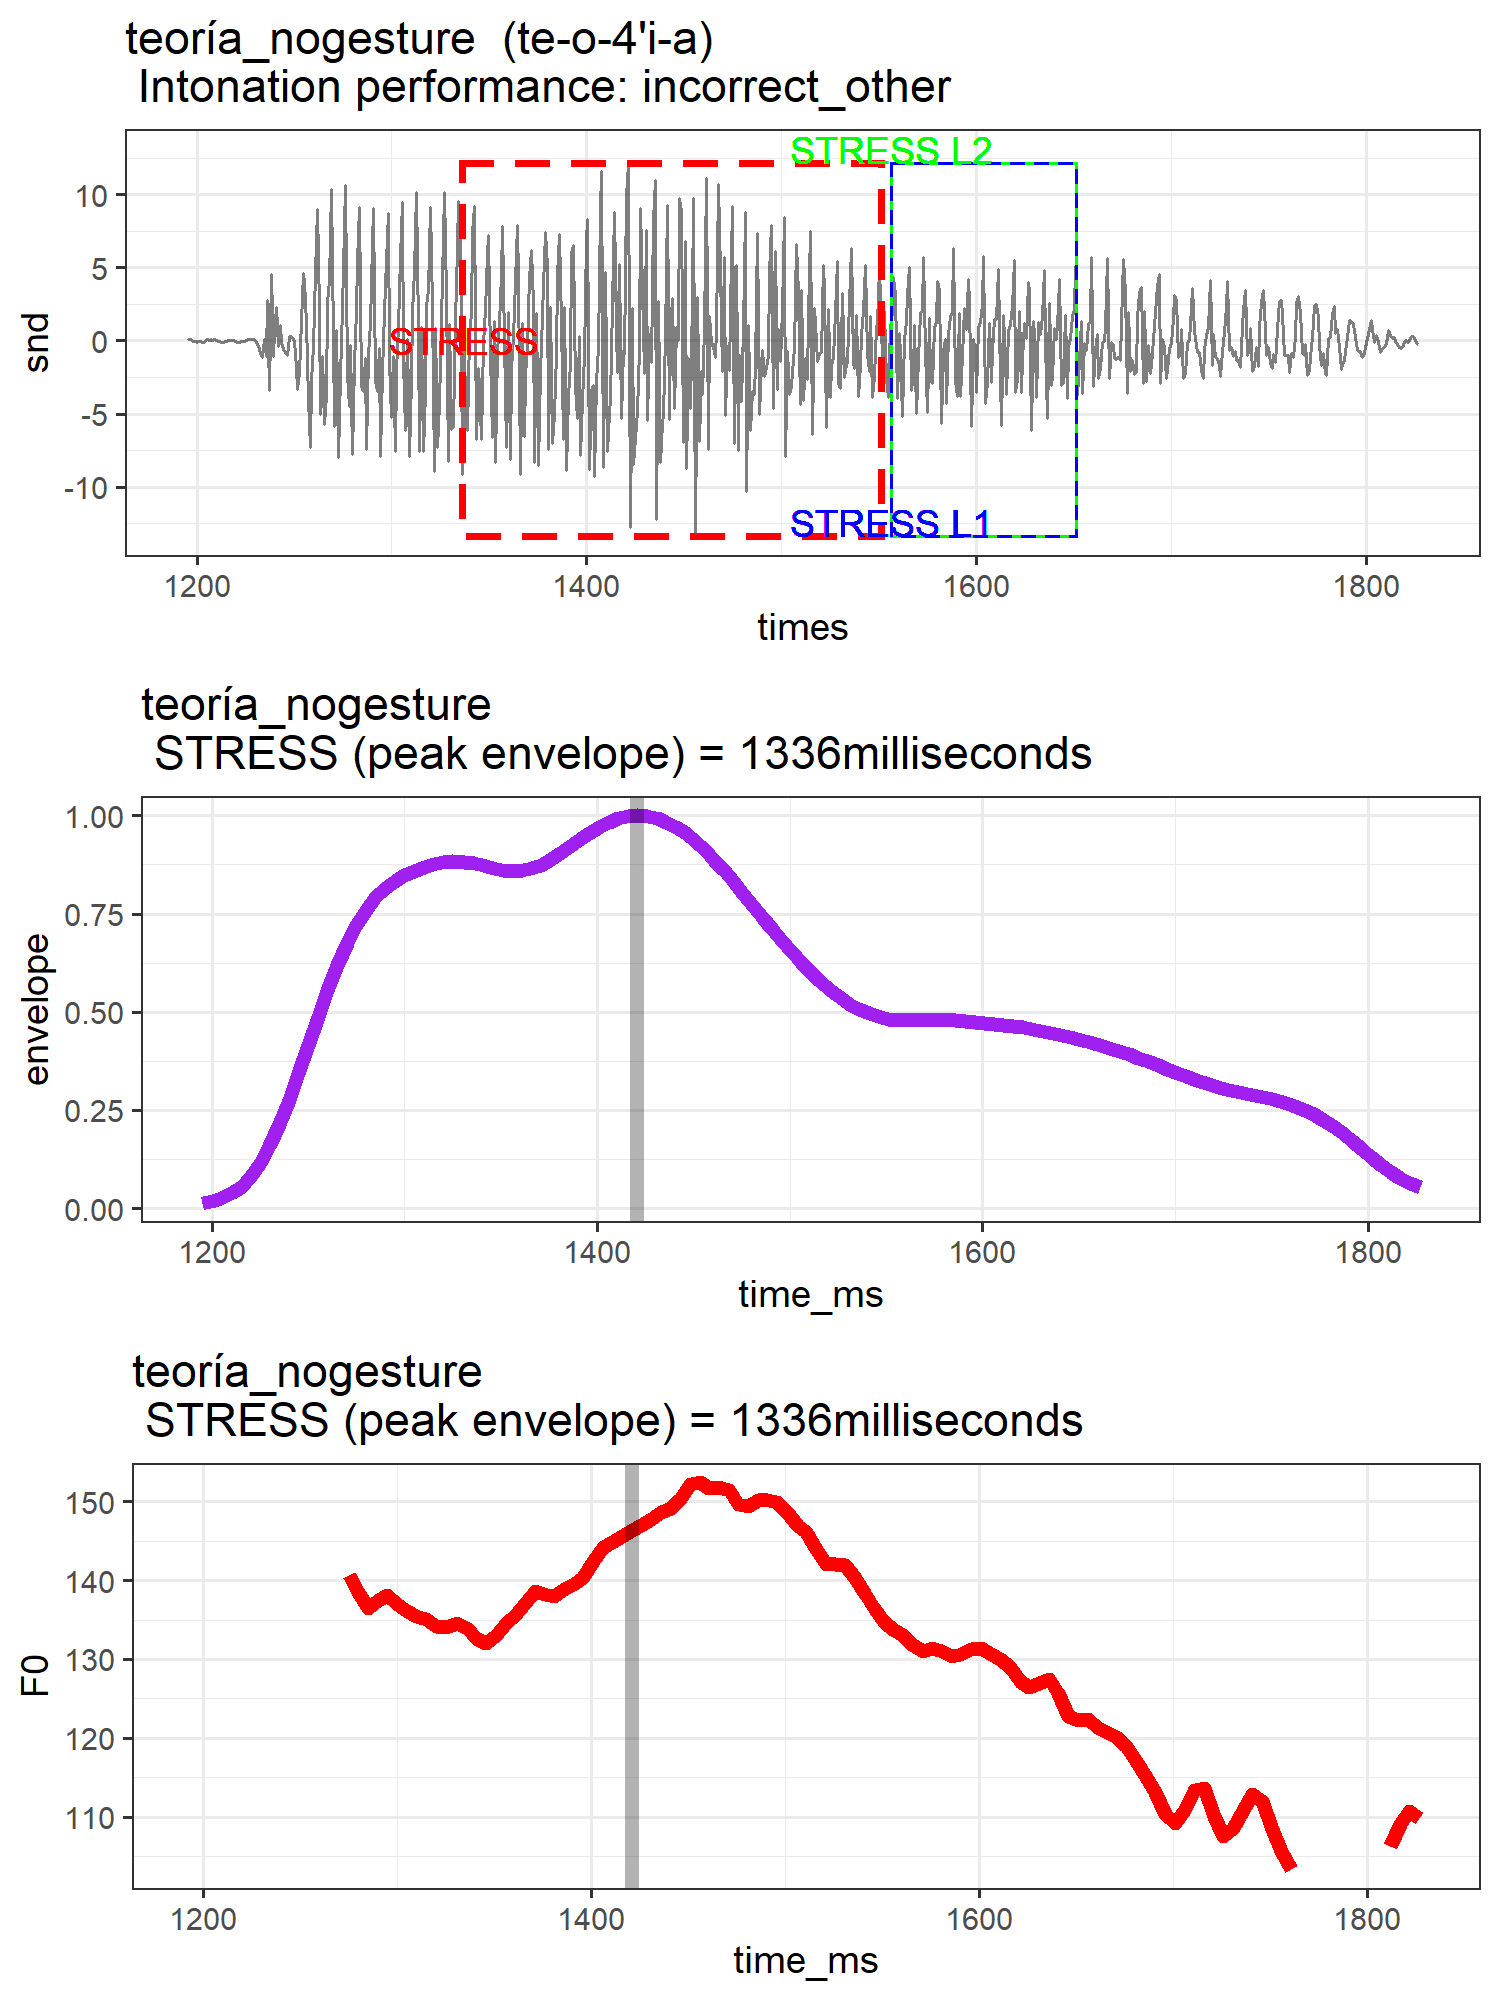 teoría_nogesture  (te-o-4'i-a)
Intonation performance: incorrect_other
STRESS L2
STRESS
STRESS L1
snd
10
5
0
-5
-10
1200 1400 1600 1800
times
teoría_nogesture
STRESS (peak envelope) = 1336milliseconds
envelope
1.00
0.75
0.50
0.25
0.00
1200 1400 1600 1800
time_ms
teoría_nogesture
STRESS (peak envelope) = 1336milliseconds
F0
150
140
130
120
110
1200 1400 1600 1800
time_ms